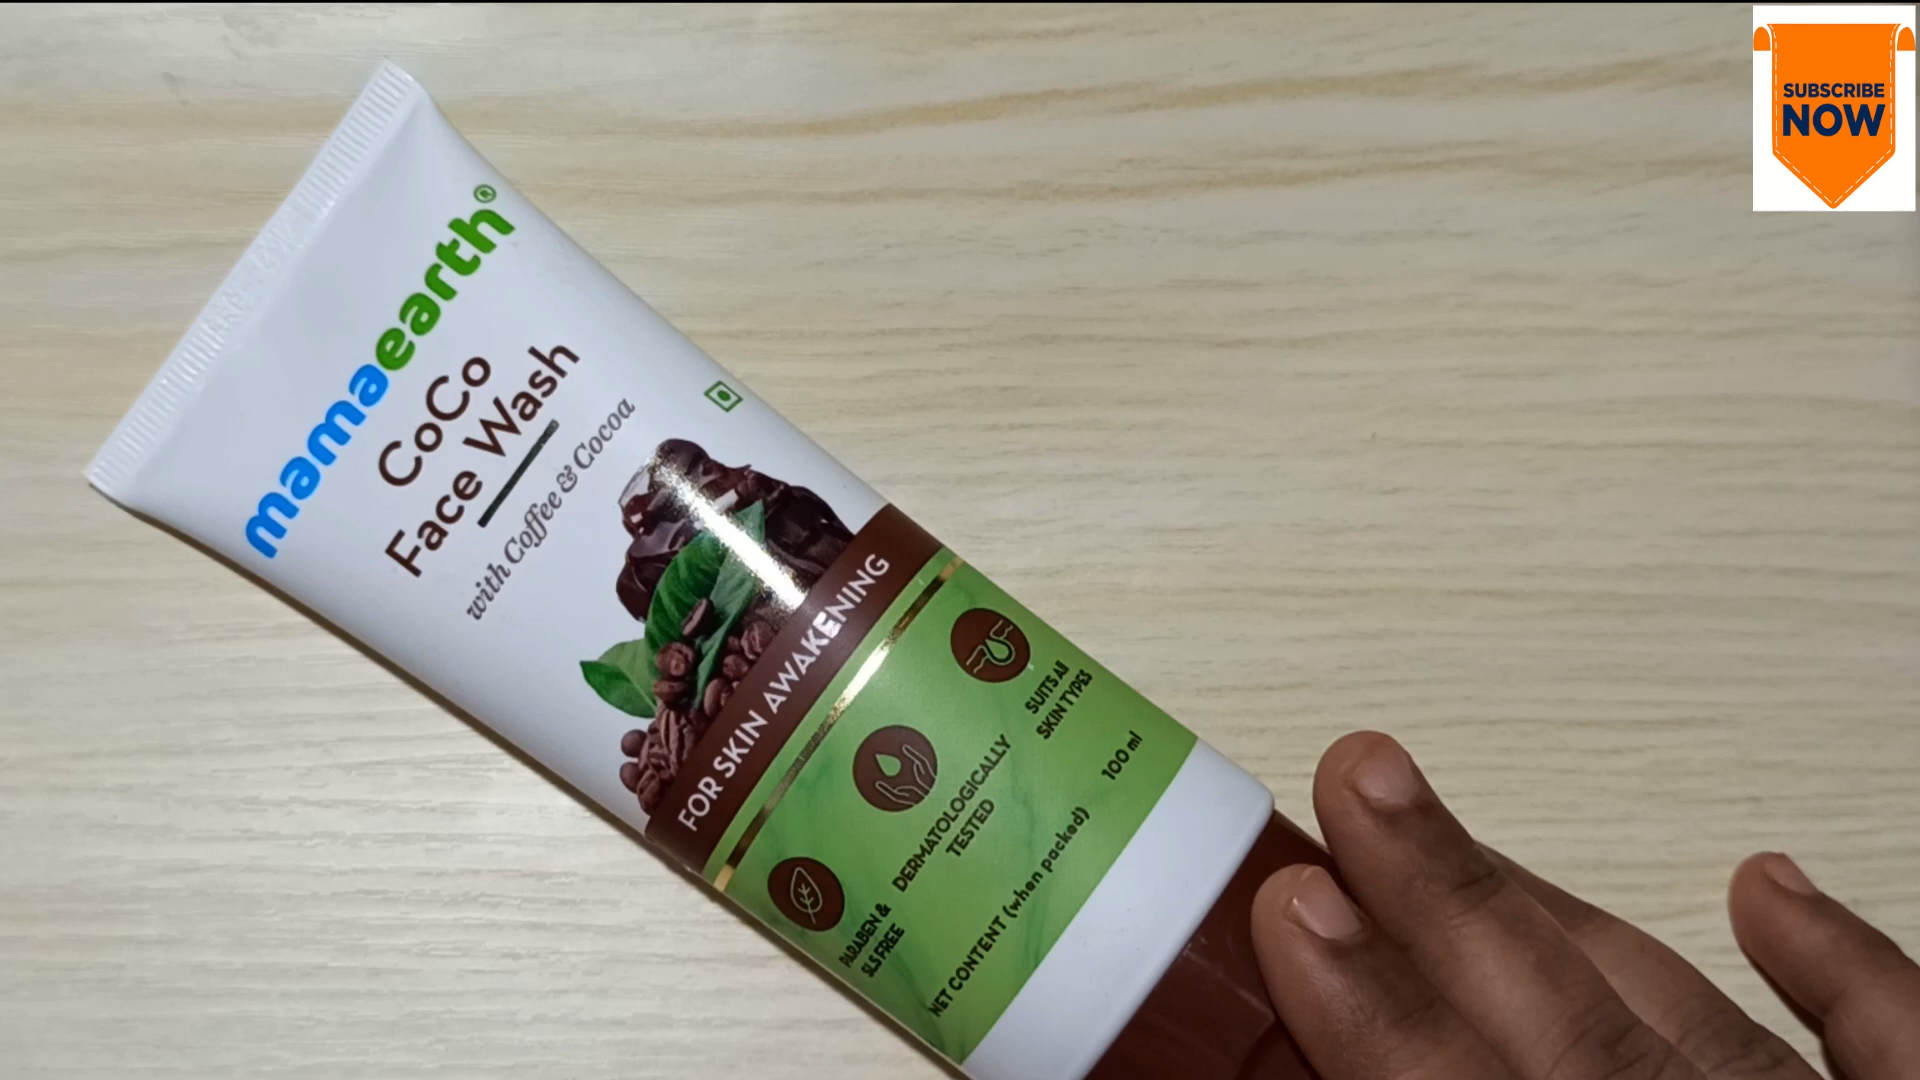 mamaearth®
CoCo
Face Wash
with Coffee & Cocoa
FOR SKIN AWAKENING
PARABEN &
SLS FREE
DERMATOLOGICALLY
TESTED
SUITS All
SKIN TYPES
NET CONTENT (when packed) 100 ml
SUBSCRIBE
NOW